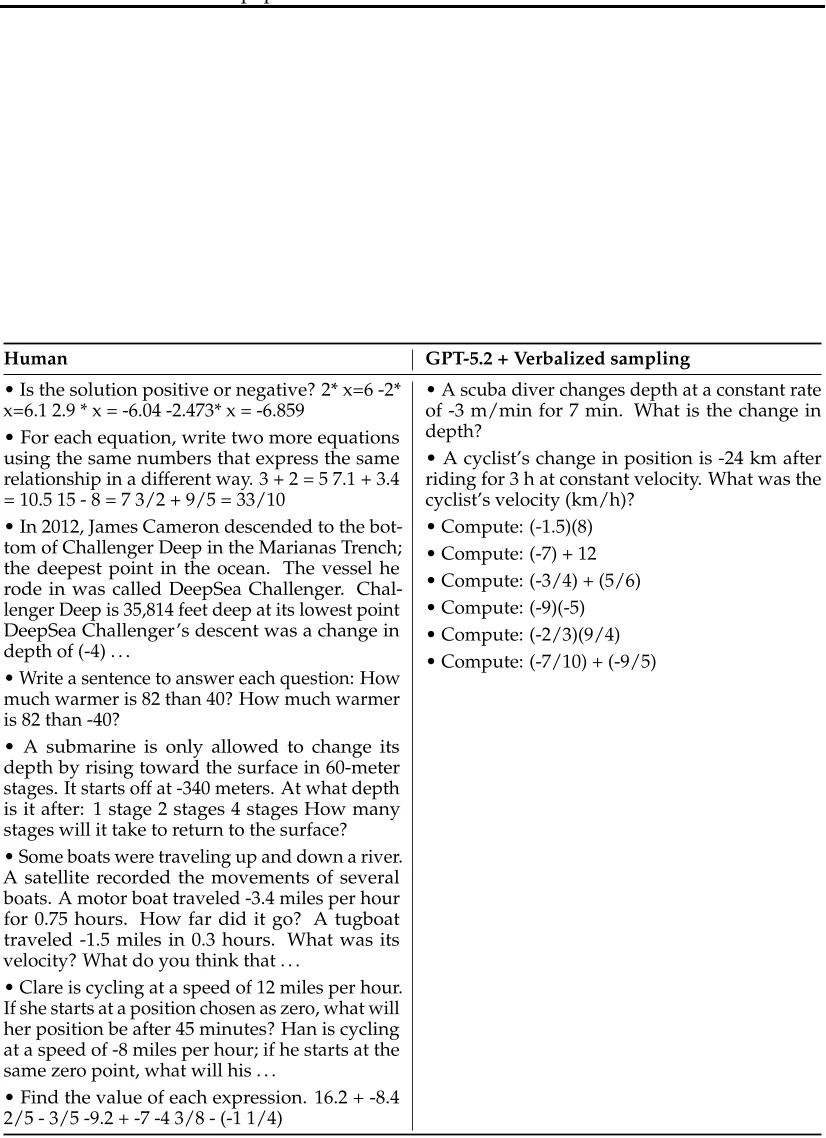 Human
• Is the solution positive or negative? 2* x=6 -2*
x=6.1 2.9 * x = -6.04 -2.473* x = -6.859
• For each equation, write two more equations
using the same numbers that express the same
relationship in a different way. 3 + 2 = 5 7.1 + 3.4
= 10.5 15 - 8 = 7 3/2 + 9/5 = 33/10
• In 2012, James Cameron descended to the bot-
tom of Challenger Deep in the Marianas Trench;
the deepest point in the ocean. The vessel he
rode in was called DeepSea Challenger. Chal-
lenger Deep is 35,814 feet deep at its lowest point
DeepSea Challenger's descent was a change in
depth of (-4) ...
• Write a sentence to answer each question: How
much warmer is 82 than 40? How much warmer
is 82 than -40?
• A submarine is only allowed to change its
depth by rising toward the surface in 60-meter
stages. It starts off at -340 meters. At what depth
is it after: 1 stage 2 stages 4 stages How many
stages will it take to return to the surface?
• Some boats were traveling up and down a river.
A satellite recorded the movements of several
boats. A motor boat traveled -3.4 miles per hour
for 0.75 hours. How far did it go? A tugboat
traveled -1.5 miles in 0.3 hours. What was its
velocity? What do you think that ...
• Clare is cycling at a speed of 12 miles per hour.
If she starts at a position chosen as zero, what will
her position be after 45 minutes? Han is cycling
at a speed of -8 miles per hour; if he starts at the
same zero point, what will his ...
• Find the value of each expression. 16.2 + -8.4
2/5 - 3/5 -9.2 + -7 -4 3/8 - (-1 1/4)
GPT-5.2 + Verbalized sampling
• A scuba diver changes depth at a constant rate
of -3 m/min for 7 min. What is the change in
depth?
• A cyclist's change in position is -24 km after
riding for 3 h at constant velocity. What was the
cyclist's velocity (km/h)?
• Compute: (-1.5)(8)
• Compute: (-7) + 12
• Compute: (-3/4) + (5/6)
• Compute: (-9)(-5)
• Compute: (-2/3)(9/4)
• Compute: (-7/10) + (-9/5)